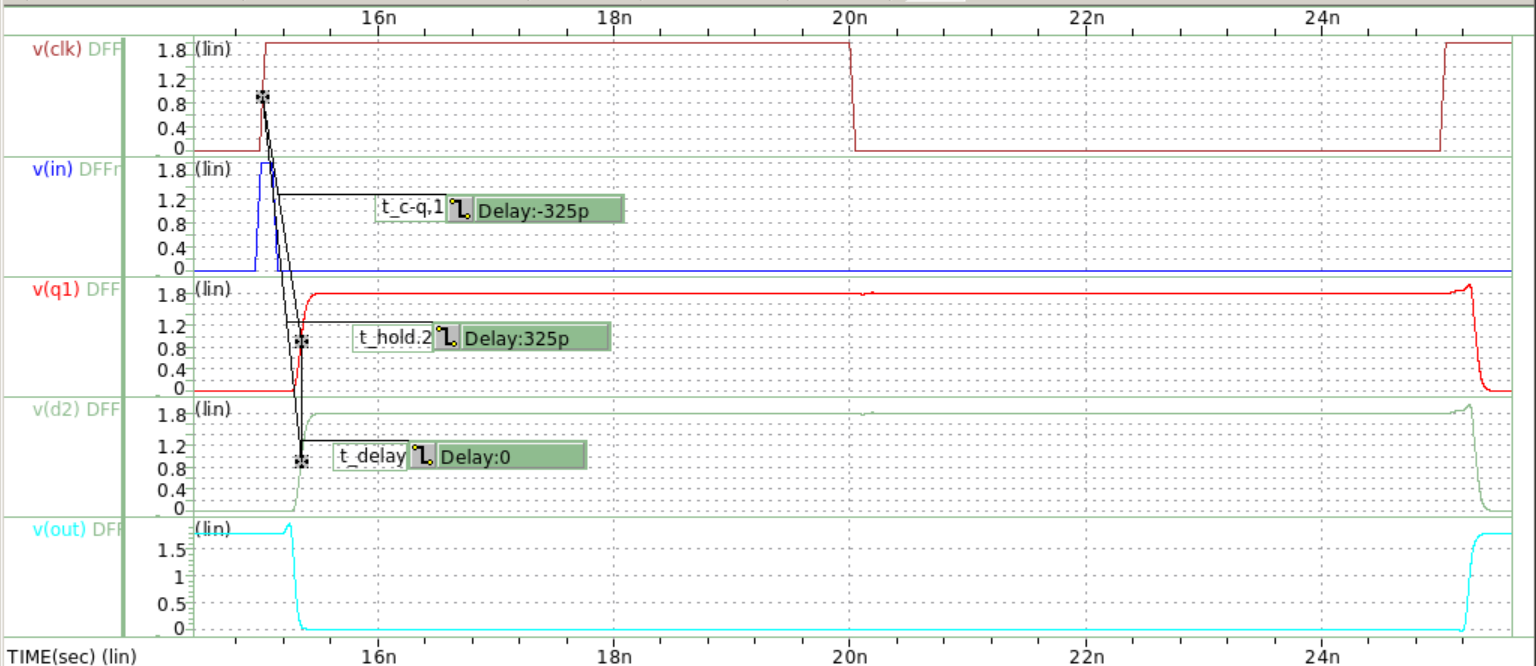 16n 18n 20n 22n 24n
v(clk) DFF
(lin)
1.8
1.2
0.8
0.4
0
v(in) DFFr
(lin)
1.8
1.2
0.8
0.4
0
t_c-q,1 Delay:-325p
v(q1) DFF
(lin)
1.8
1.2
0.8
0.4
0
t_hold.2 Delay:325p
v(d2) DFF
(lin)
1.8
1.2
0.8
0.4
0
t_delay Delay:0
v(out) DFF
(lin)
1.5
1
0.5
0
TIME(sec) (lin) 16n 18n 20n 22n 24n